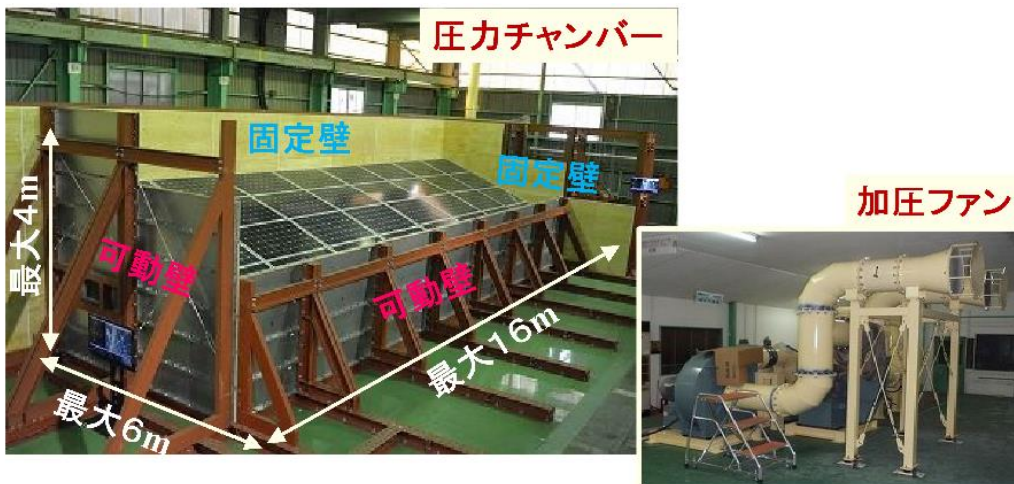 圧力チャンバー
固定壁
固定壁
加圧ファン
最大4m
可動壁
可動壁
最大16m
最大6m
1